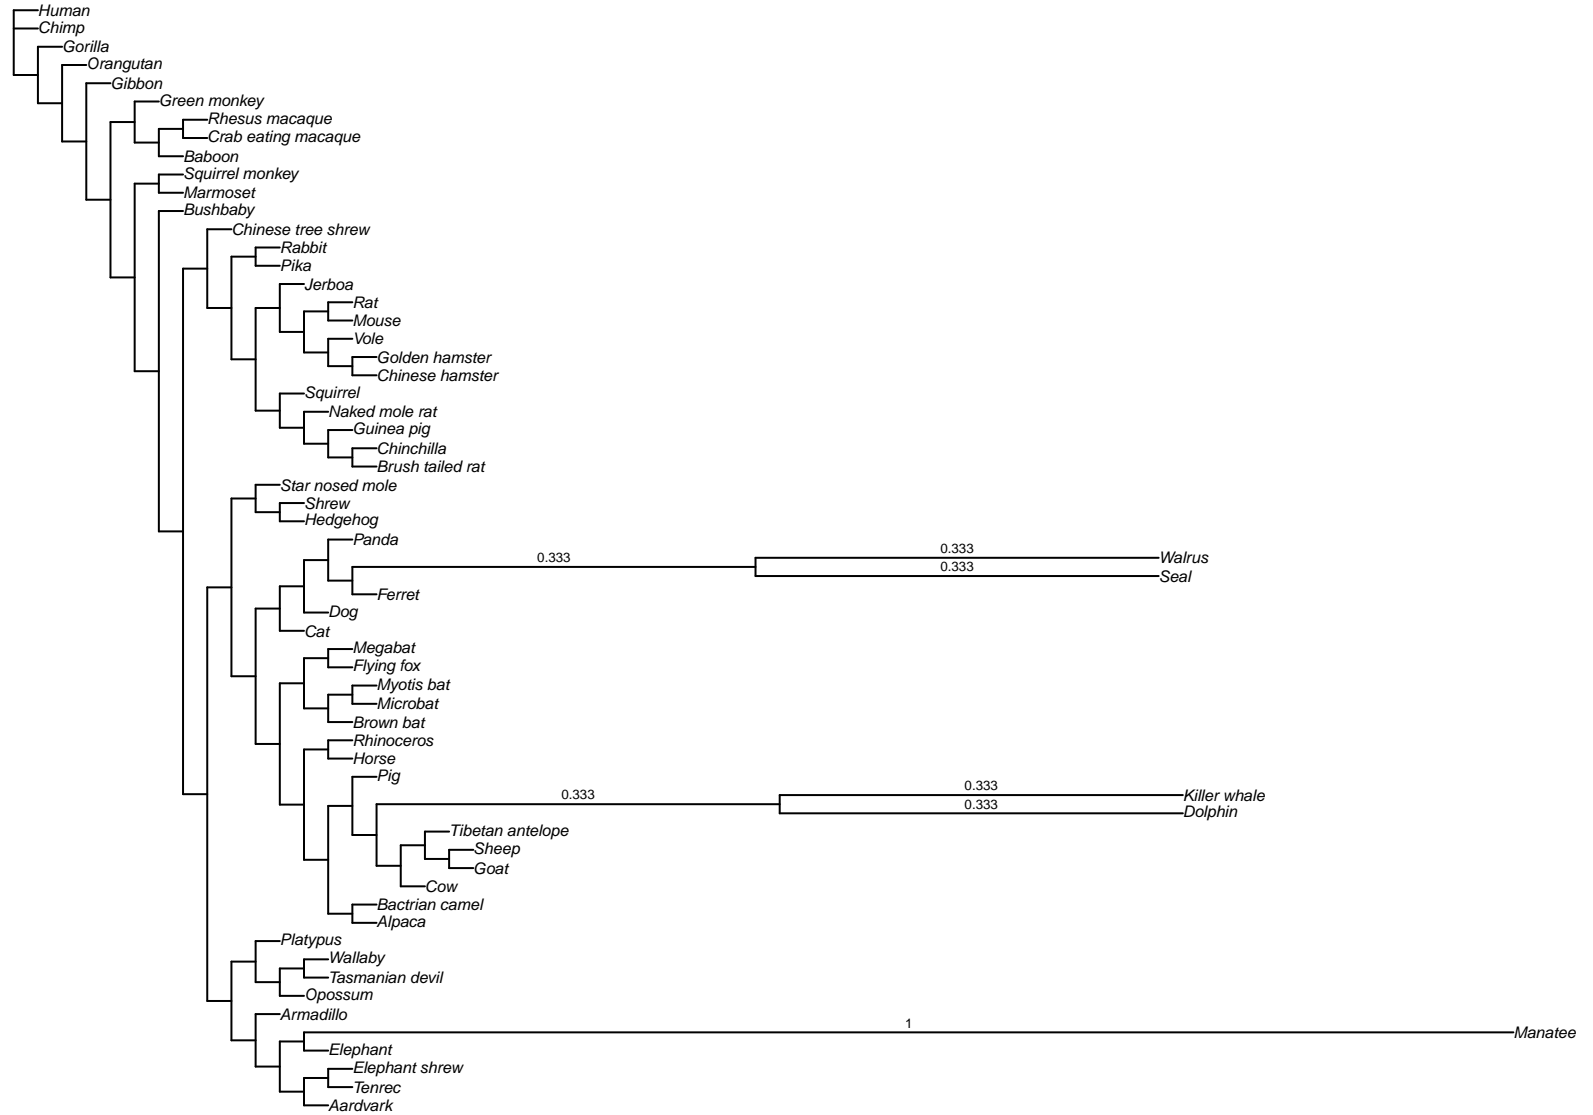 Human
Chimp
Gorilla
Orangutan
Gibbon
Green monkey
Rhesus macaque
Crab eating macaque
Baboon
Squirrel monkey
Marmoset
Bushbaby
Chinese tree shrew
Rabbit
Pika
Jerboa
Rat
Mouse
Vole
Golden hamster
Chinese hamster
Squirrel
Naked mole rat
Guinea pig
Chinchilla
Brush tailed rat
Star nosed mole
Shrew
Hedgehog
Panda
0.333
Walrus
0.333
0.333
Seal
Ferret
Dog
Cat
Megabat
Flying fox
Myotis bat
Microbat
Brown bat
Rhinoceros
Horse
Pig
0.333
Killer whale
0.333
0.333
Dolphin
Tibetan antelope
Sheep
Goat
Cow
Bactrian camel
Alpaca
Platypus
Wallaby
Tasmanian devil
Opossum
Armadillo
1
Manatee
Elephant
Elephant shrew
Tenrec
Aardvark